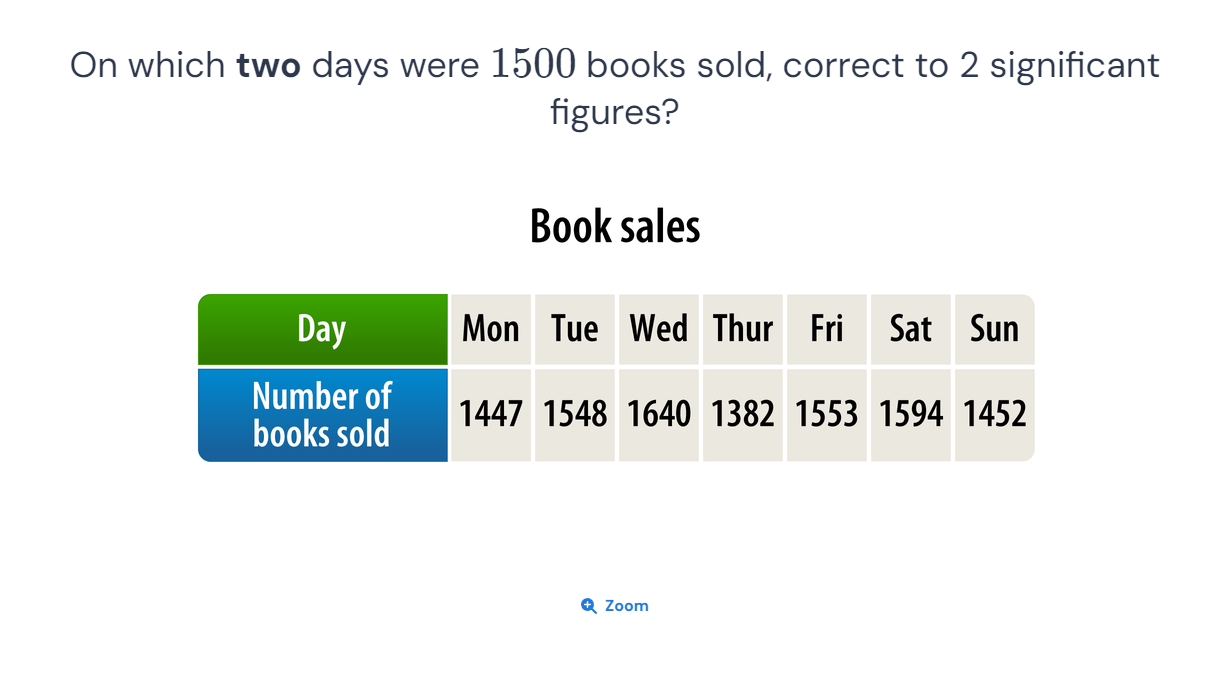 On which two days were 1500 books sold, correct to 2 significant
figures?
Book sales
Day Mon Tue Wed Thur Fri Sat Sun
Number of
books sold 1447 1548 1640 1382 1553 1594 1452
Zoom